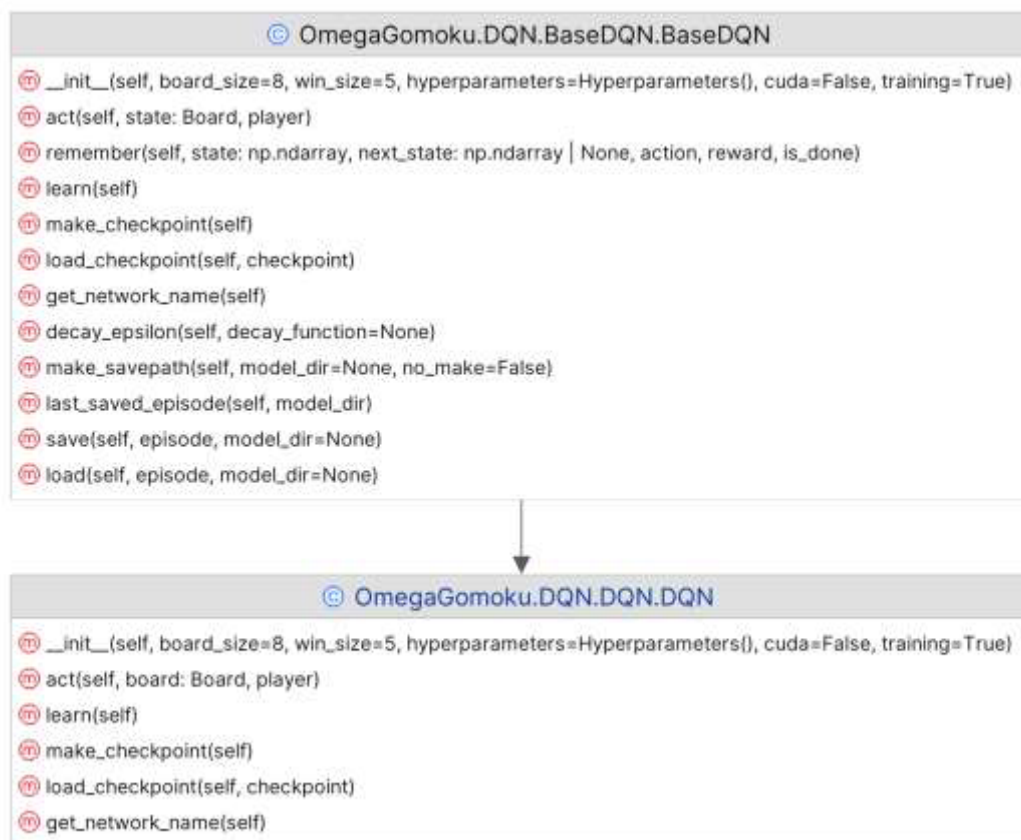 OmegaGomoku.DQN.BaseDQN.BaseDQN
__init__(self, board_size=8, win_size=5, hyperparameters=Hyperparameters(), cuda=False, training=True)
act(self, state: Board, player)
remember(self, state: np.ndarray, next_state: np.ndarray | None, action, reward, is_done)
learn(self)
make_checkpoint(self)
load_checkpoint(self, checkpoint)
get_network_name(self)
decay_epsilon(self, decay_function=None)
make_savepath(self, model_dir=None, no_make=False)
last_saved_episode(self, model_dir)
save(self, episode, model_dir=None)
load(self, episode, model_dir=None)
OmegaGomoku.DQN.DQN.DQN
__init__(self, board_size=8, win_size=5, hyperparameters=Hyperparameters(), cuda=False, training=True)
act(self, board: Board, player)
learn(self)
make_checkpoint(self)
load_checkpoint(self, checkpoint)
get_network_name(self)